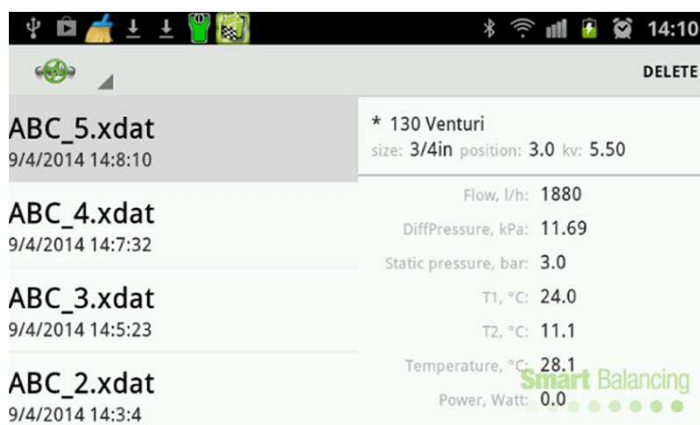 14:10
DELETE
ABC_5.xdat
9/4/2014 14:8:10
ABC_4.xdat
9/4/2014 14:7:32
ABC_3.xdat
9/4/2014 14:5:23
ABC_2.xdat
9/4/2014 14:3:4
* 130 Venturi
size: 3/4in position: 3.0 kv: 5.50
Flow, l/h: 1880
DiffPressure, kPa: 11.69
Static pressure, bar: 3.0
T1, °C: 24.0
T2, °C: 11.1
Temperature, °C: 28.1
Power, Watt: 0.0
Smart Balancing